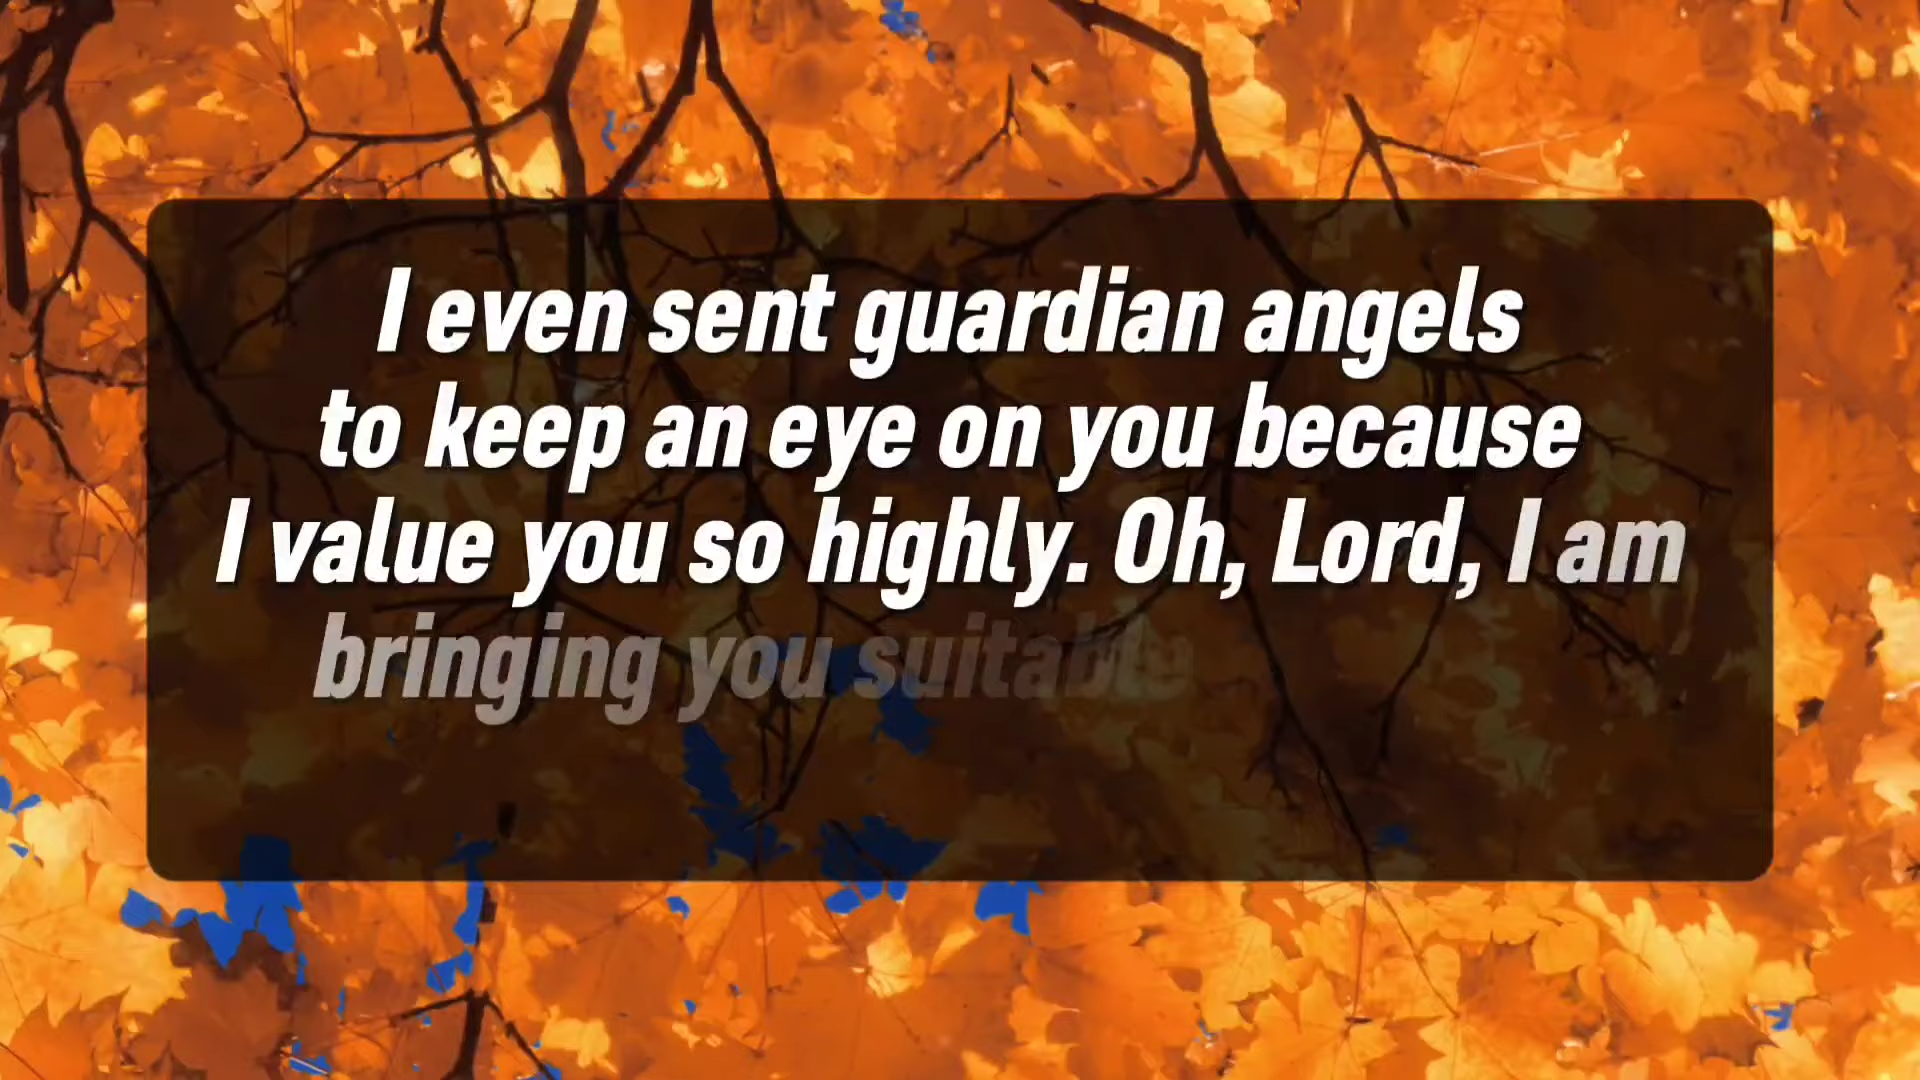 I even sent guardian angels
to keep an eye on you because
I value you so highly. Oh, Lord, I am
bringing you suitable